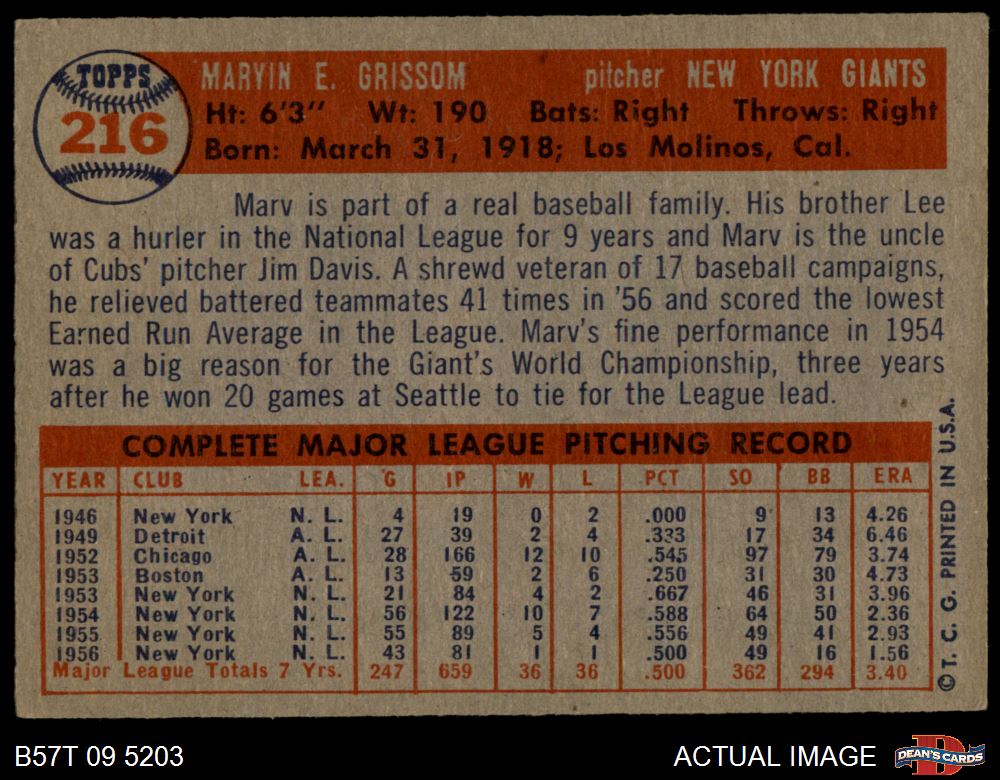 TOPPS
216
MARVIN E. GRISSOM pitcher NEW YORK GIANTS
Ht: 6'3" Wt: 190 Bats: Right Throws: Right
Born: March 31, 1918; Los Molinos, Cal.
Marv is part of a real baseball family. His brother Lee
was a hurler in the National League for 9 years and Marv is the uncle
of Cubs' pitcher Jim Davis. A shrewd veteran of 17 baseball campaigns,
he relieved battered teammates 41 times in '56 and scored the lowest
Earned Run Average in the League. Marv's fine performance in 1954
was a big reason for the Giant's World Championship, three years
after he won 20 games at Seattle to tie for the League lead.
COMPLETE MAJOR LEAGUE PITCHING RECORD
YEAR CLUB LEA. G IP W L PCT SO BB ERA
1946 New York N. L. 4 19 0 2 .000 9 13 4.26
1949 Detroit A. L. 27 39 2 4 .333 17 34 6.46
1952 Chicago A. L. 28 166 12 10 .545 97 79 3.74
1953 Boston A. L. 13 59 2 6 .250 31 30 4.73
1953 New York N. L. 21 84 4 2 .667 46 31 3.96
1954 New York N. L. 56 122 10 7 .588 64 50 2.36
1955 New York N. L. 55 89 5 4 .556 49 41 2.93
1956 New York N. L. 43 81 1 1 .500 49 16 1.56
Major League Totals 7 Yrs. 247 659 36 36 .500 362 294 3.40
© T. C. G. PRINTED IN U.S.A.
B57T 09 5203
ACTUAL IMAGE
D
DEAN'S CARDS